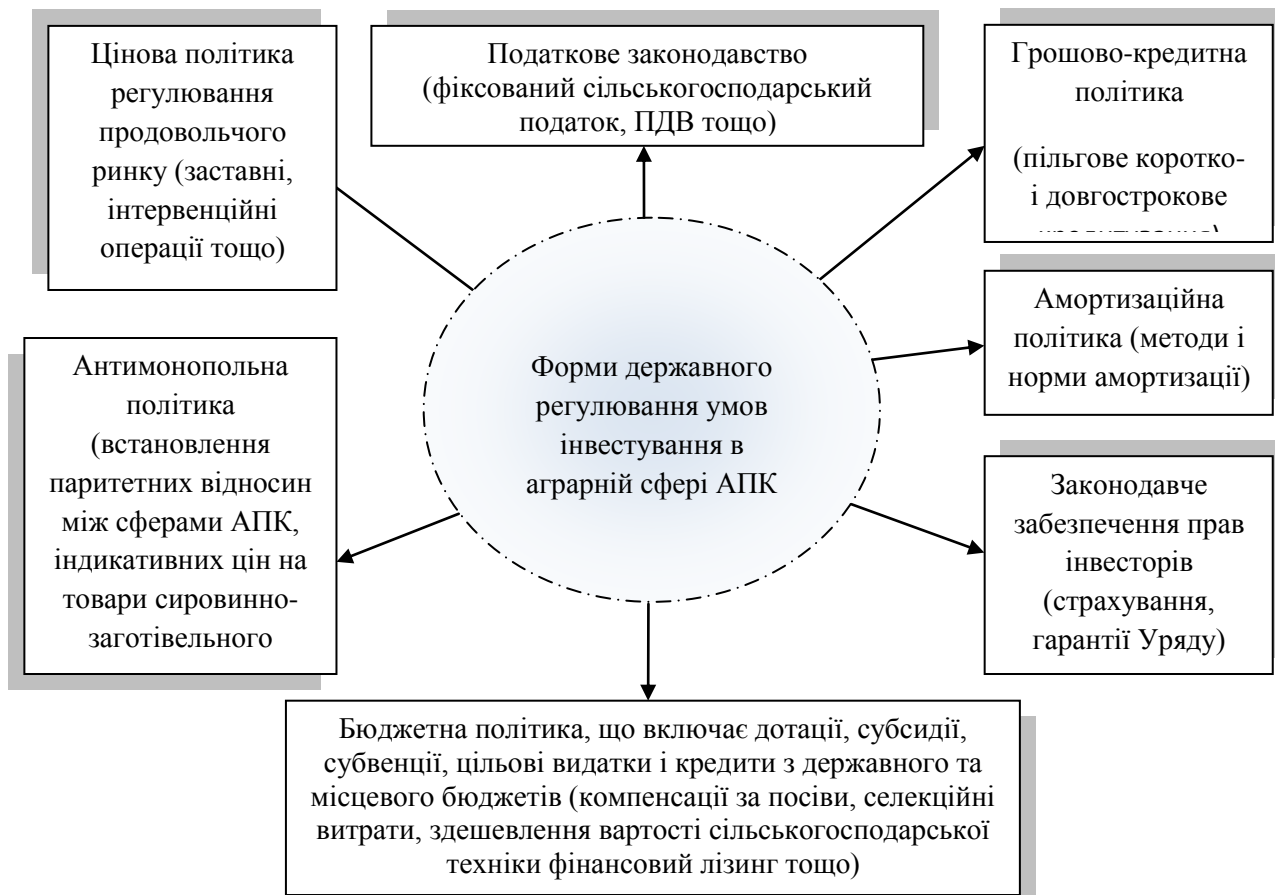 Цінова політика
регулювання
продовольчого
ринку (заставні,
інтервенційні
операції тощо)
Податкове законодавство
(фіксований сільськогосподарський
податок, ПДВ тощо)
Грошово-кредитна
політика
(пільгове коротко-
і довгострокове
кредитування)
Антимонопольна
політика
(встановлення
паритетних відносин
між сферами АПК,
індикативних цін на
товари сировинно-
заготівельного
Форми державного
регулювання умов
інвестування в
аграрній сфері АПК
Амортизаційна
політика (методи і
норми амортизації)
Законодавче
забезпечення прав
інвесторів
(страхування,
гарантії Уряду)
Бюджетна політика, що включає дотації, субсидії,
субвенції, цільові видатки і кредити з державного та
місцевого бюджетів (компенсації за посіви, селекційні
витрати, здешевлення вартості сільськогосподарської
техніки фінансовий лізинг тощо)